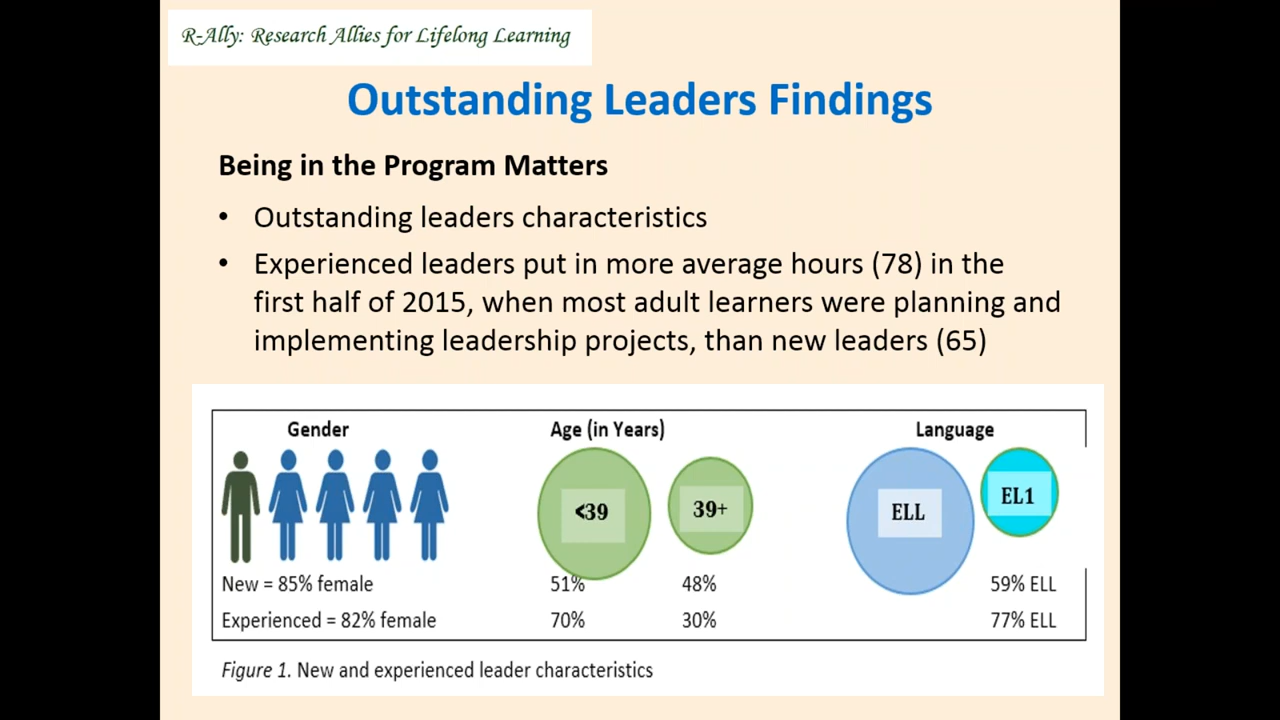 R-Ally: Research Allies for Lifelong Learning
Outstanding Leaders Findings
Being in the Program Matters
• Outstanding leaders characteristics
• Experienced leaders put in more average hours (78) in the
first half of 2015, when most adult learners were planning and
implementing leadership projects, than new leaders (65)
Gender Age (in Years) Language
<39 39+ ELL EL1
New = 85% female 51% 48% 59% ELL
Experienced = 82% female 70% 30% 77% ELL
Figure 1. New and experienced leader characteristics